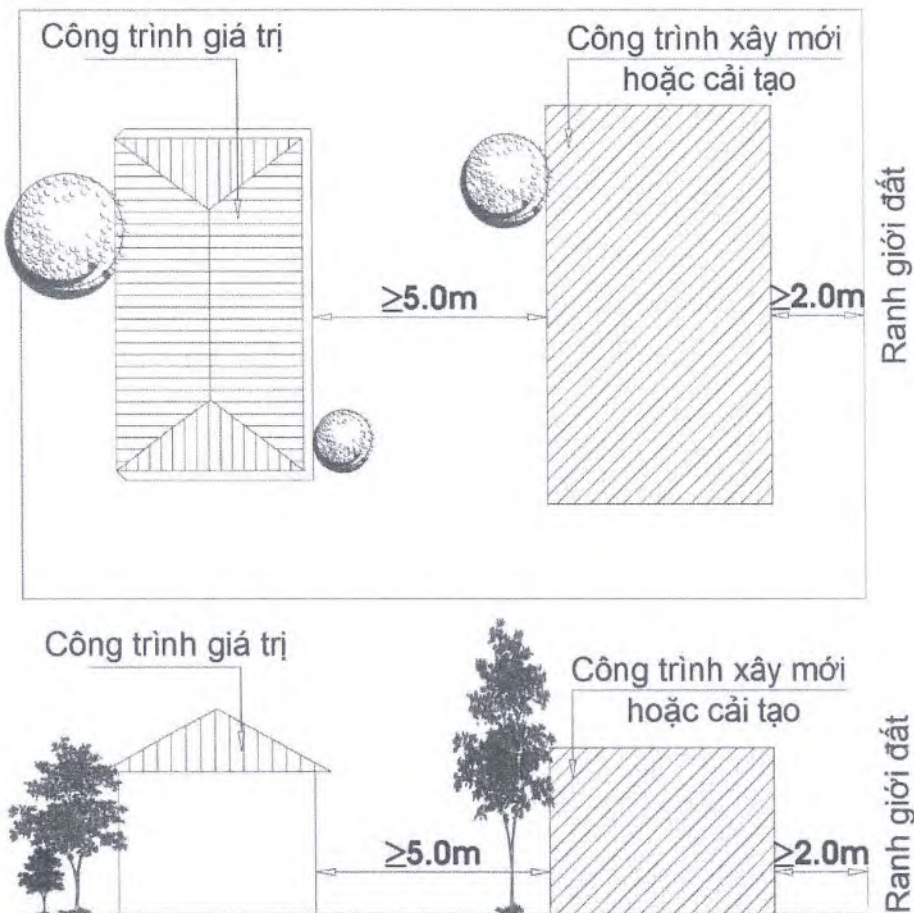 Công trình giá trị
Công trình xây mới
hoặc cải tạo
≥5.0m
≥2.0m
Ranh giới đất
Công trình giá trị
Công trình xây mới
hoặc cải tạo
≥5.0m
≥2.0m
Ranh giới đất